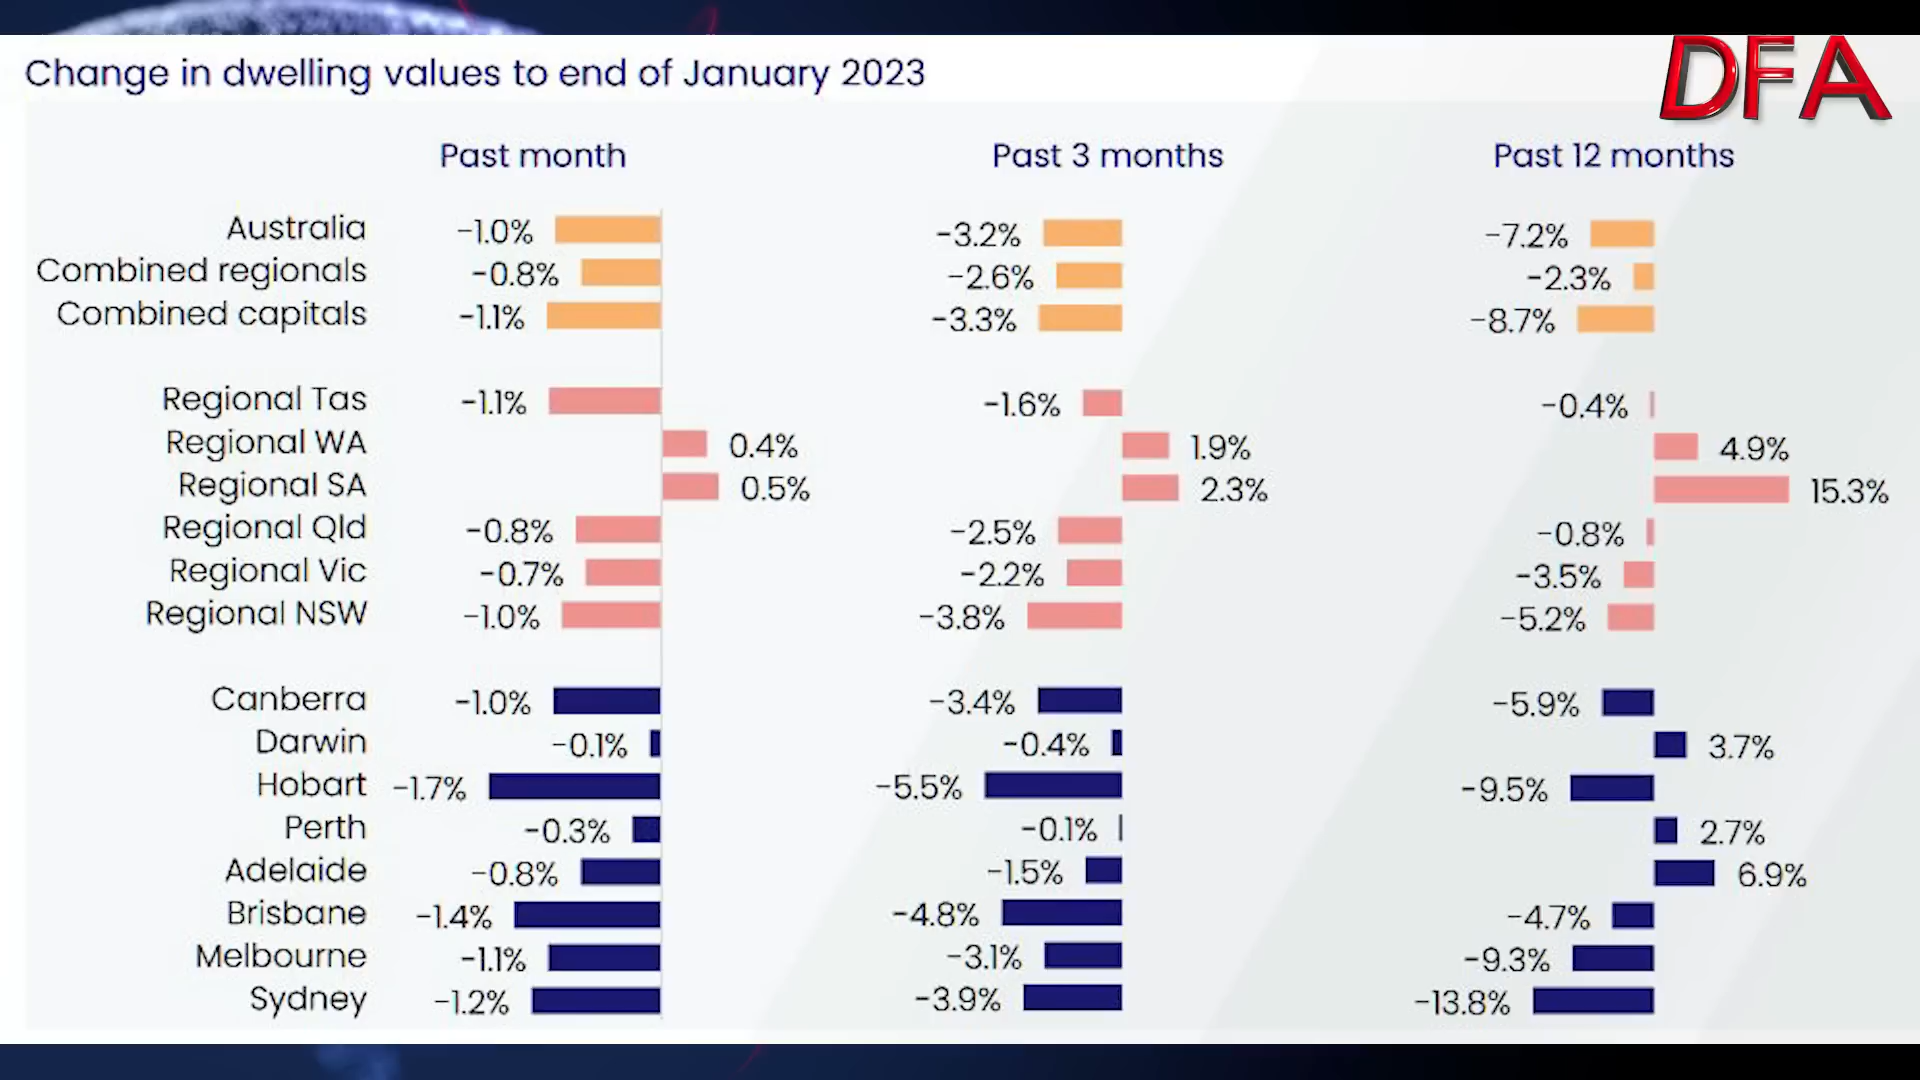 DFA
Change in dwelling values to end of January 2023
Past month Past 3 months Past 12 months
Australia -1.0% -3.2% -7.2%
Combined regionals -0.8% -2.6% -2.3%
Combined capitals -1.1% -3.3% -8.7%
Regional Tas -1.1% -1.6% -0.4%
Regional WA 0.4% 1.9% 4.9%
Regional SA 0.5% 2.3% 15.3%
Regional Qld -0.8% -2.5% -0.8%
Regional Vic -0.7% -2.2% -3.5%
Regional NSW -1.0% -3.8% -5.2%
Canberra -1.0% -3.4% -5.9%
Darwin -0.1% -0.4% 3.7%
Hobart -1.7% -5.5% -9.5%
Perth -0.3% -0.1% 2.7%
Adelaide -0.8% -1.5% 6.9%
Brisbane -1.4% -4.8% -4.7%
Melbourne -1.1% -3.1% -9.3%
Sydney -1.2% -3.9% -13.8%